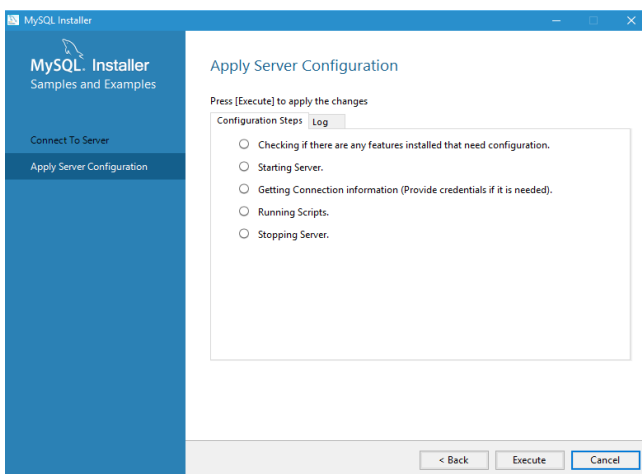 MySQL Installer
MySQL. Installer
Samples and Examples
Connect To Server
Apply Server Configuration
Apply Server Configuration
Press [Execute] to apply the changes
Configuration Steps Log
Checking if there are any features installed that need configuration.
Starting Server.
Getting Connection information (Provide credentials if it is needed).
Running Scripts.
Stopping Server.
< Back Execute Cancel